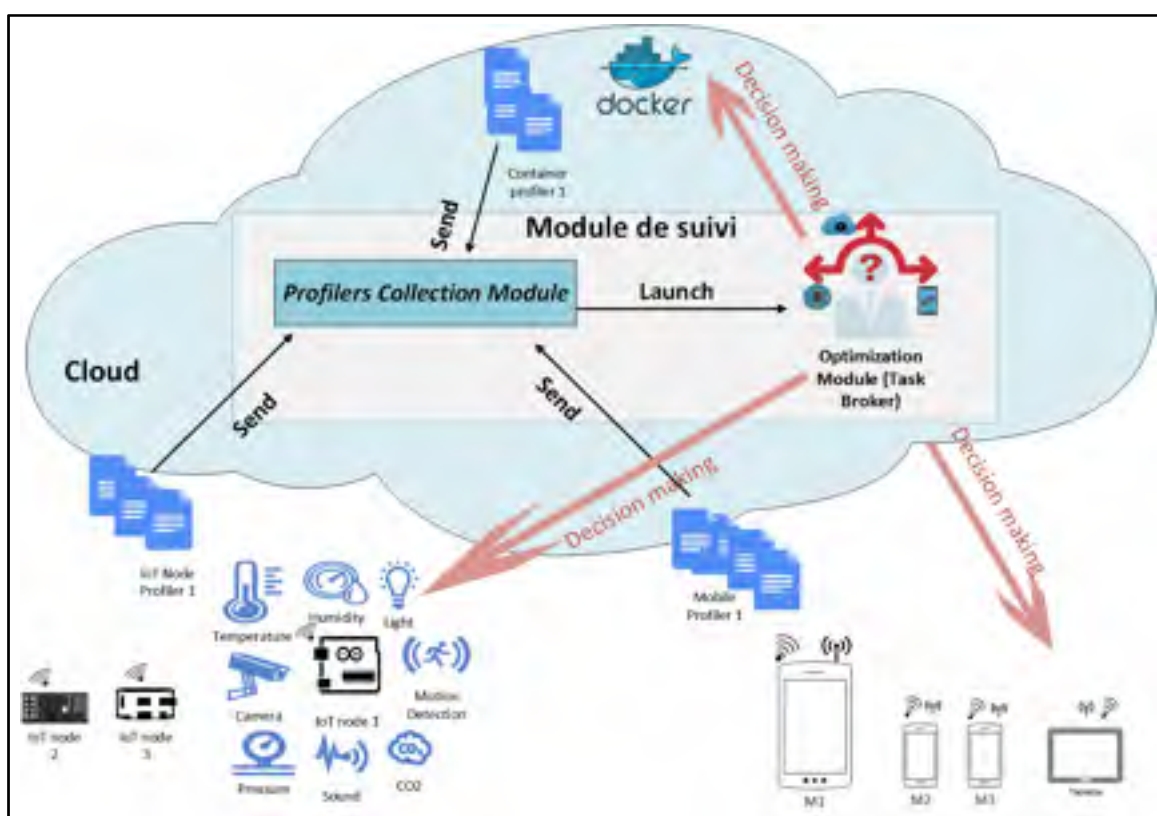 docker
Decision making
Container
profiler 1
Send
Module de suivi
Profilers Collection Module
Launch
?
Optimization
Module (Task
Broker)
Cloud
Send
Send
Decision making
Decision making
IoT Node
Profiler 1
Mobile
Profiler 1
Temperature
Humidity
Light
Camera
IoT node 1
Motion
Detection
IoT node
2
IoT node
3
Pressure
Sound
CO2
CO2
M1
M2
M3